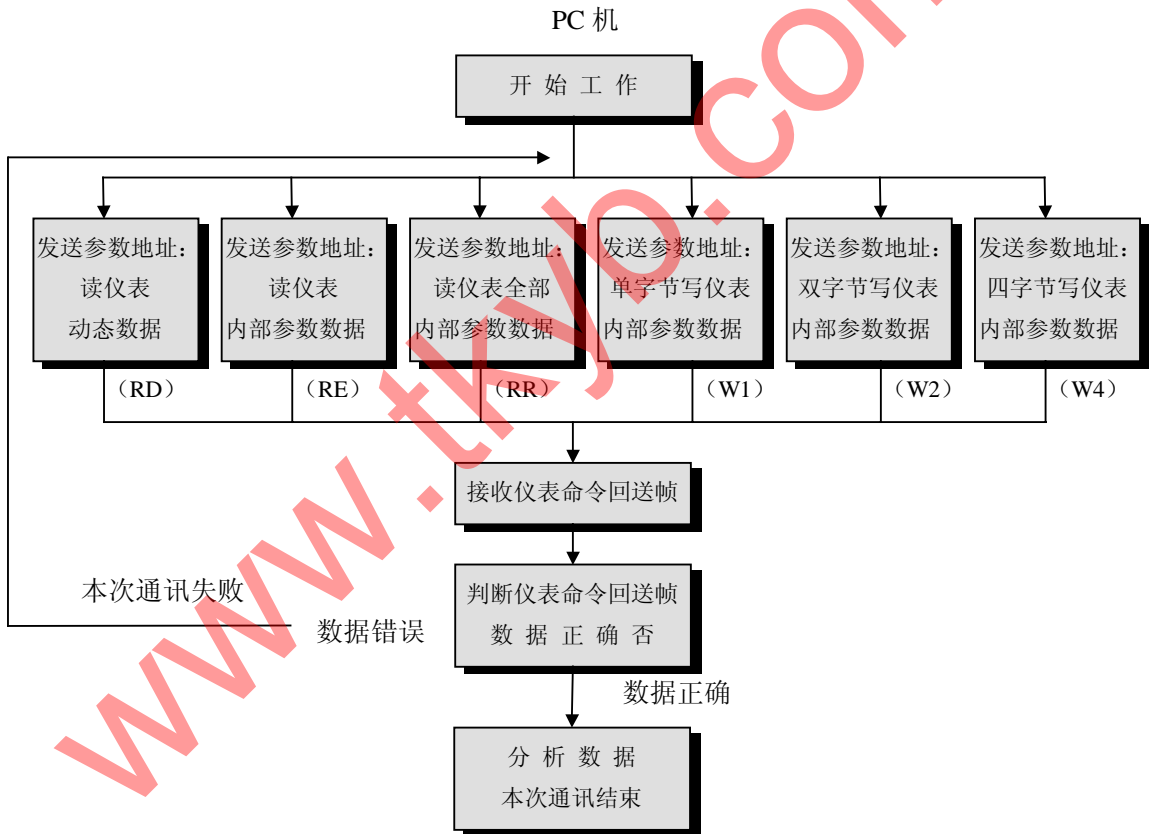 PC 机
开 始 工 作
发送参数地址：
读仪表
动态数据
（RD）
发送参数地址：
读仪表
内部参数数据
（RE）
发送参数地址：
读仪表全部
内部参数数据
（RR）
发送参数地址：
单字节写仪表
内部参数数据
（W1）
发送参数地址：
双字节写仪表
内部参数数据
（W2）
发送参数地址：
四字节写仪表
内部参数数据
（W4）
接收仪表命令回送帧
判断仪表命令回送帧
数 据 正 确 否
本次通讯失败
数据错误
数据正确
分 析 数 据
本次通讯结束
www.tkyb.com